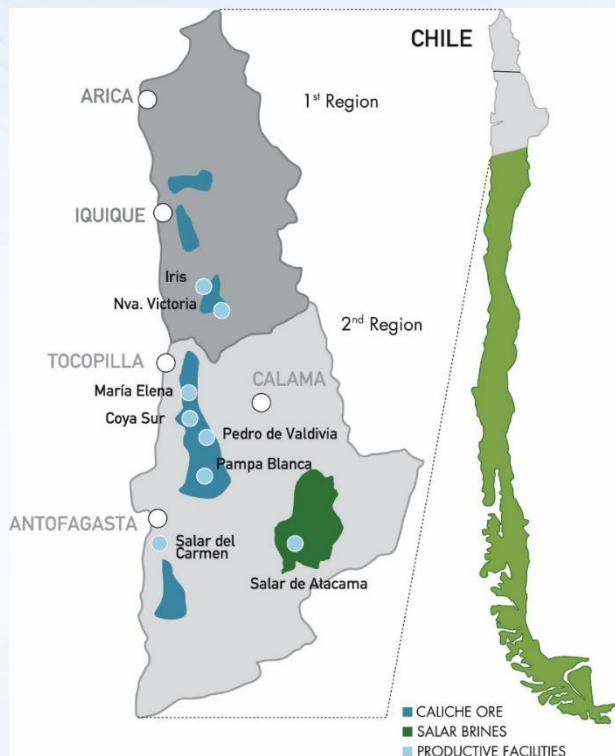 CHILE
ARICA
1st Region
IQUIQUE
Iris
Nva. Victoria
2nd Region
TOCOPILLA
CALAMA
María Elena
Coya Sur
Pedro de Valdivia
Pampa Blanca
ANTOFAGASTA
Salar del
Carmen
Salar de Atacama
CALICHE ORE
SALAR BRINES
PRODUCTIVE FACILITIES